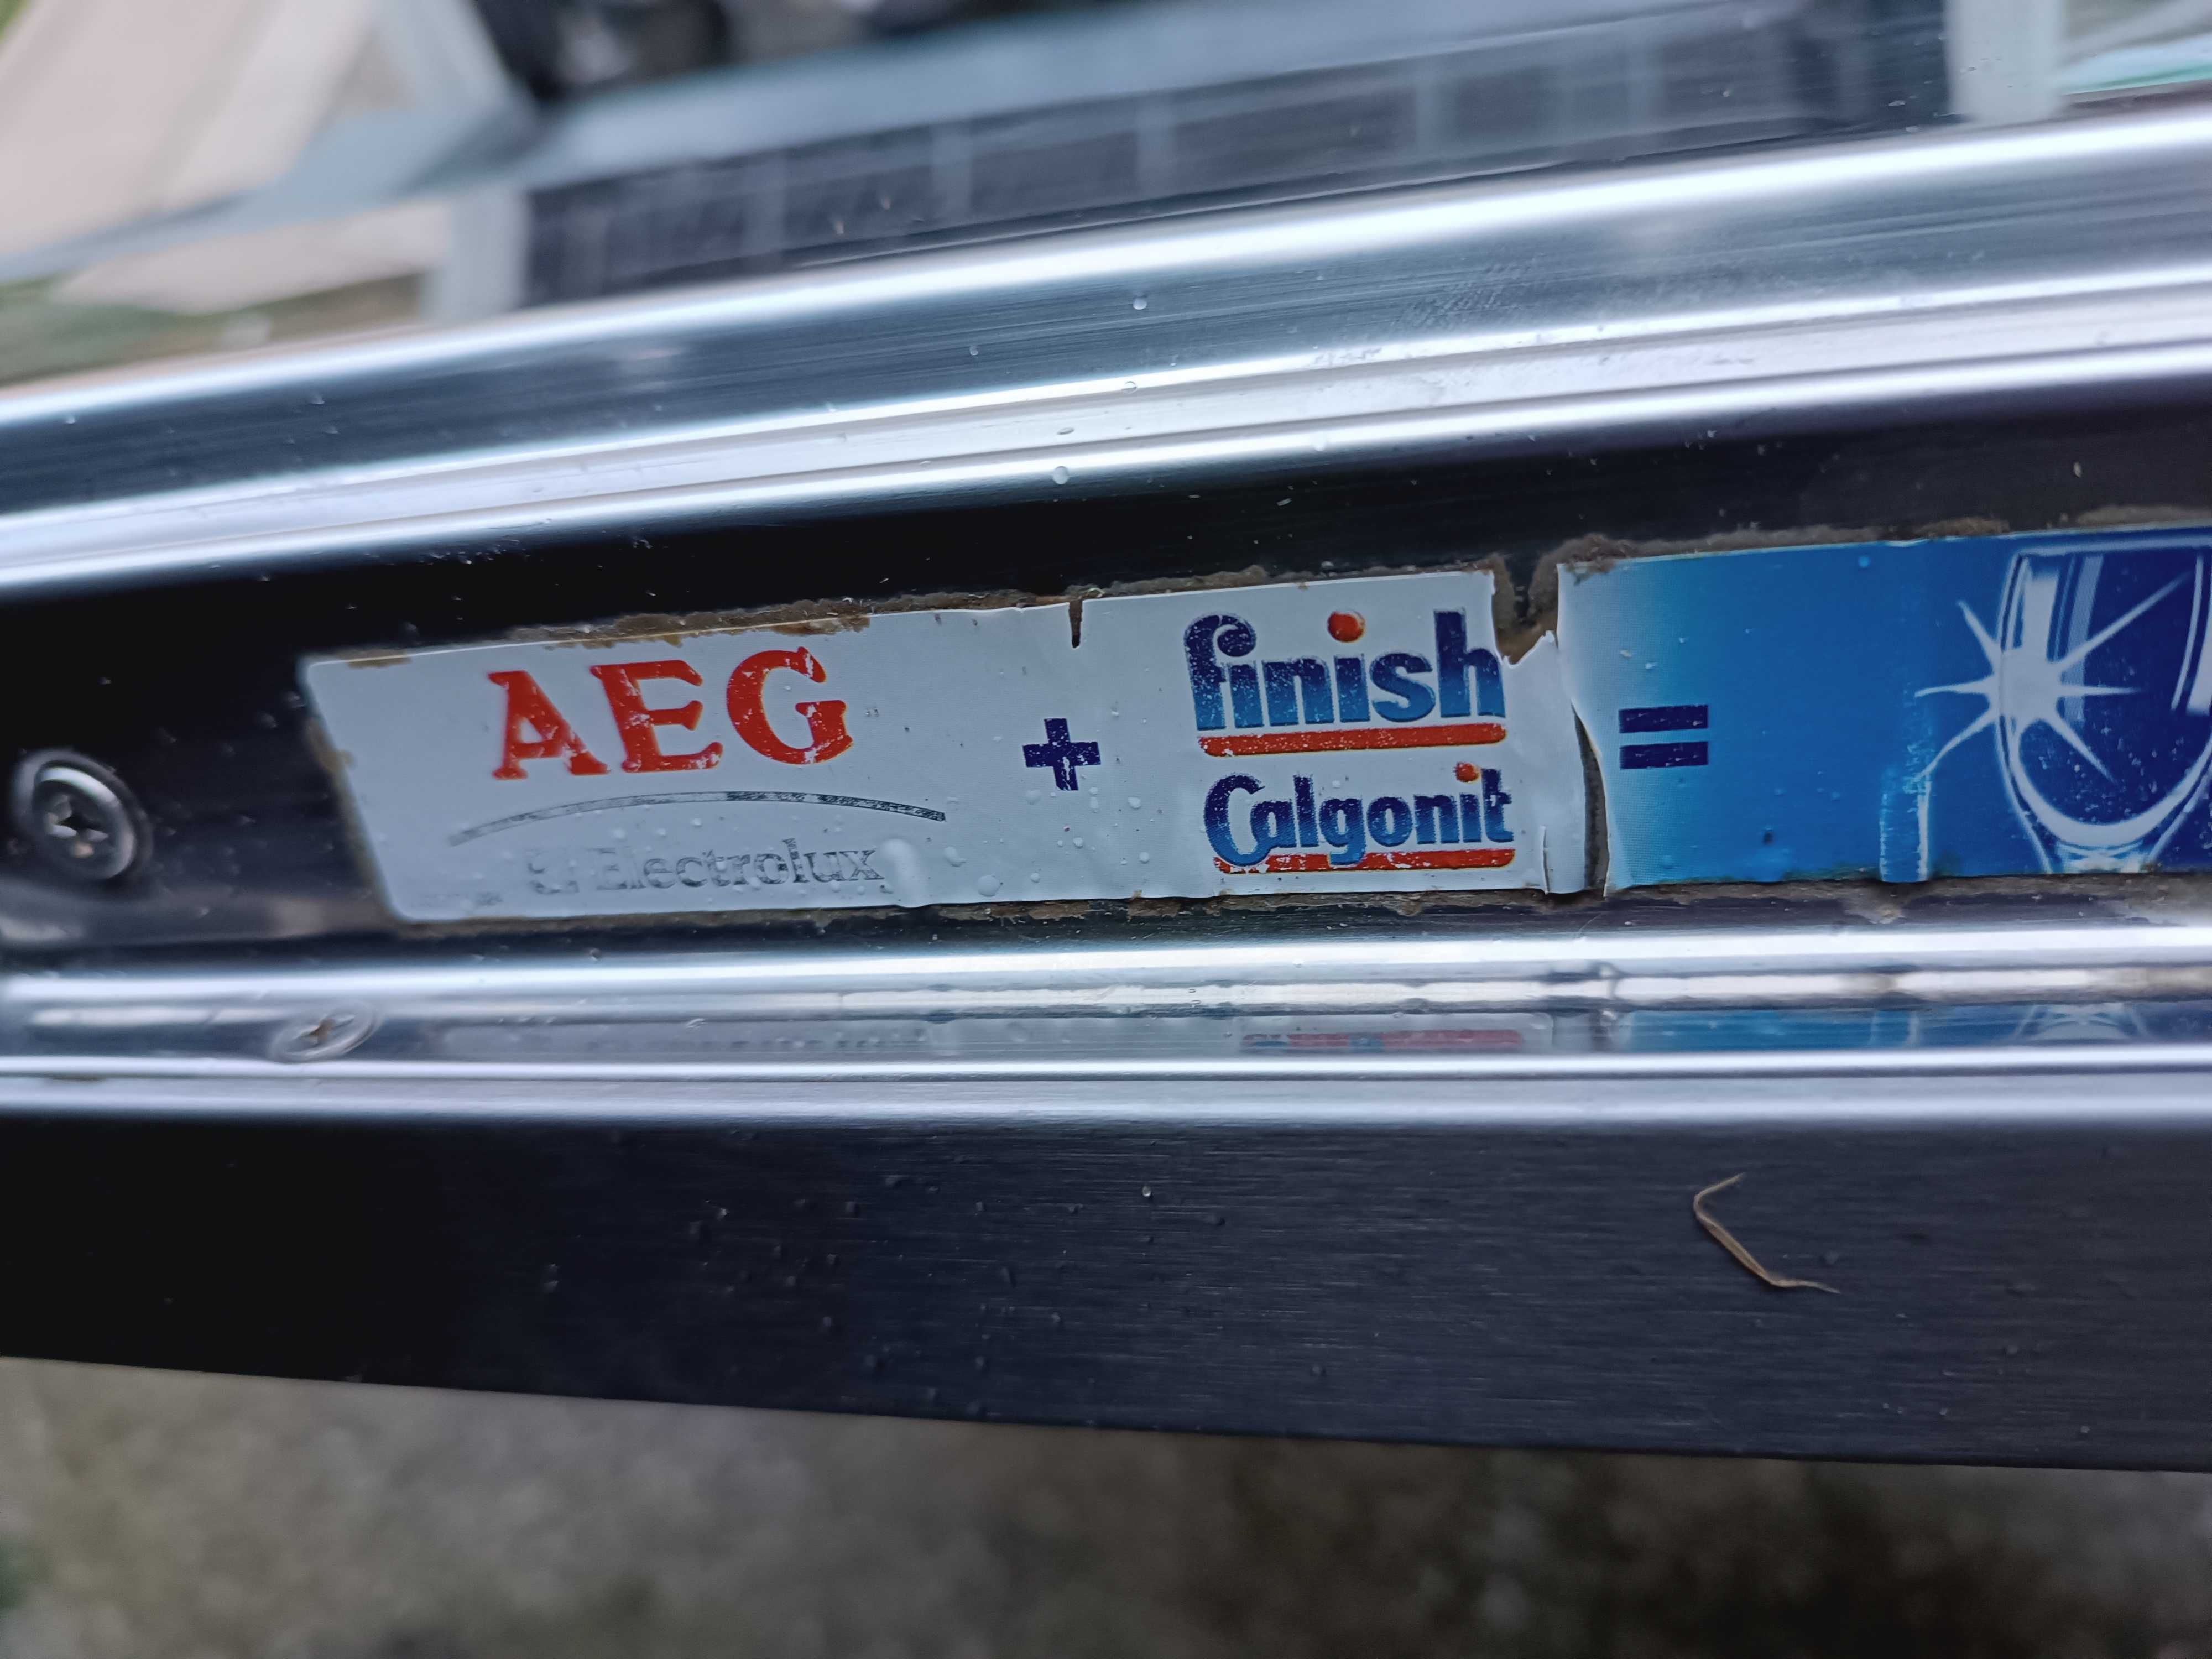 AEG
Electrolux
+
finish
Calgonit
=